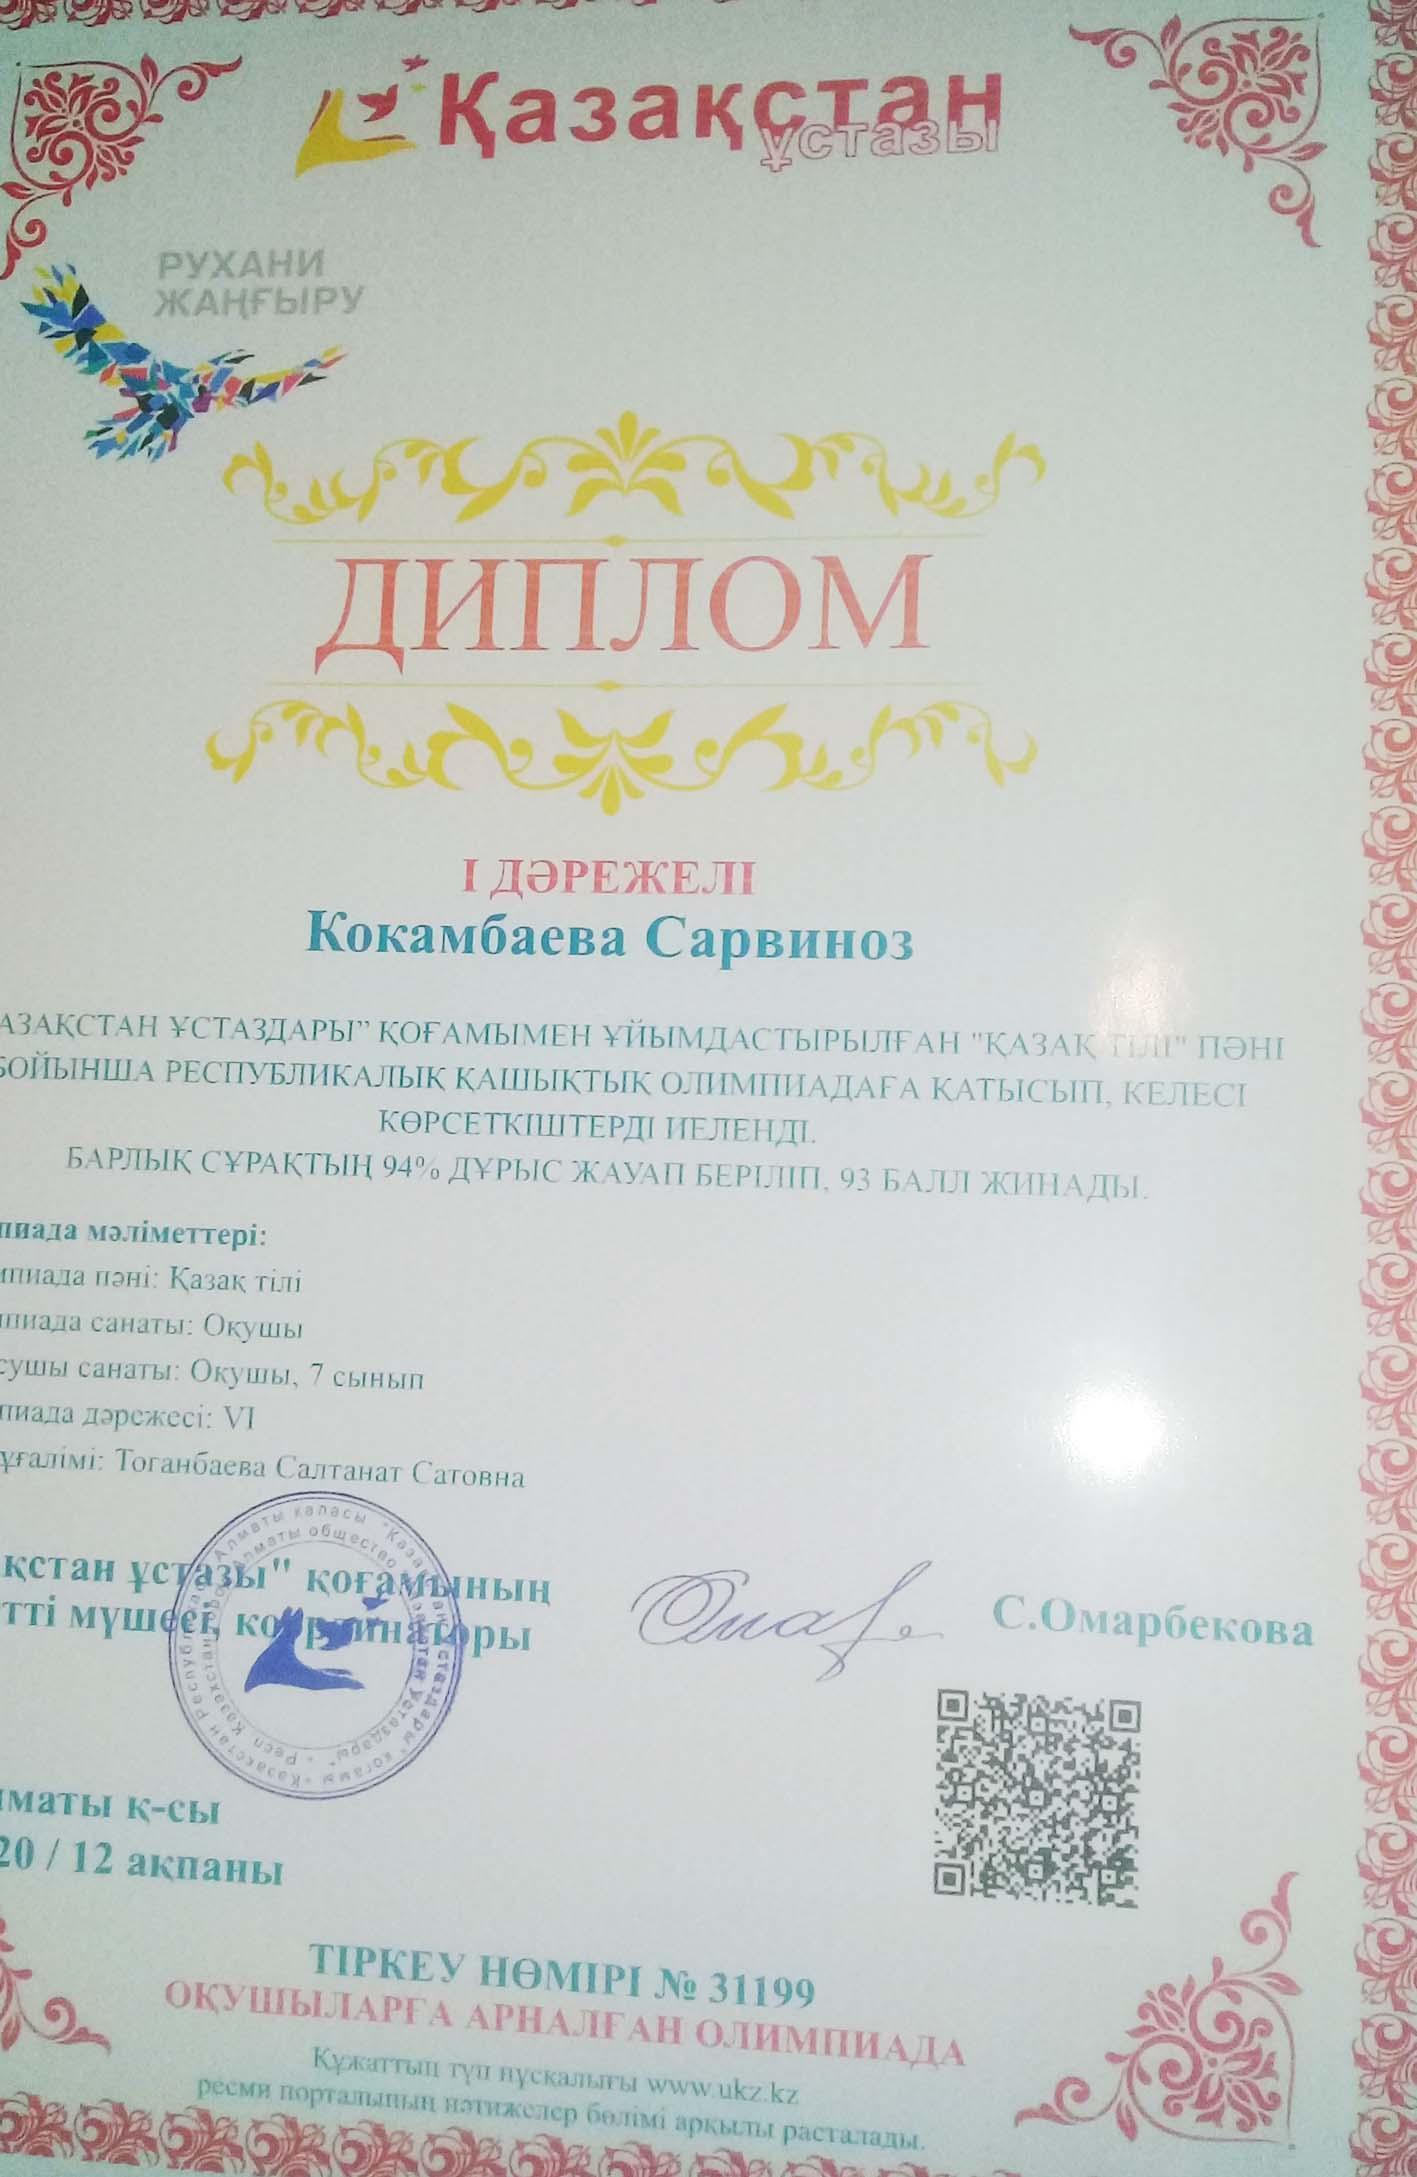 Қазақстан
ұстазы
РУХАНИ
ЖАҢҒЫРУ
ДИПЛОМ
І ДӘРЕЖЕЛІ
Кокамбаева Сарвиноз
АЗАҚСТАН ҰСТАЗДАРЫ” ҚОҒАМЫМЕН ҰЙЫМДАСТЫРЫЛҒАН "ҚАЗАҚ ТІЛІ" ПӘНІ
БОЙЫНША РЕСПУБЛИКАЛЫҚ ҚАШЫҚТЫҚ ОЛИМПИАДАҒА ҚАТЫСЫП, КЕЛЕСІ
КӨРСЕТКІШТЕРДІ ИЕЛЕНДІ.
БАРЛЫҚ СҰРАҚТЫҢ 94% ДҰРЫС ЖАУАП БЕРІЛІП, 93 БАЛЛ ЖИНАДЫ.
пиада мәліметтері:
мпиада пәні: Қазақ тілі
мпиада санаты: Оқушы
сушы санаты: Оқушы, 7 сынып
пиада дәрежесі: VI
ұғалімі: Тоганбаева Салтанат Сатовна
қстан ұстазы" қоғамының
тті мүшесі, координаторы
С.Омарбекова
маты қ-сы
20 / 12 ақпаны
ТІРКЕУ НӨМІРІ № 31199
ОҚУШЫЛАРҒА АРНАЛҒАН ОЛИМПИАДА
Құжаттың түп нұсқалығы www.ukz.kz
ресми порталының нәтижелер бөлімі арқылы расталады.